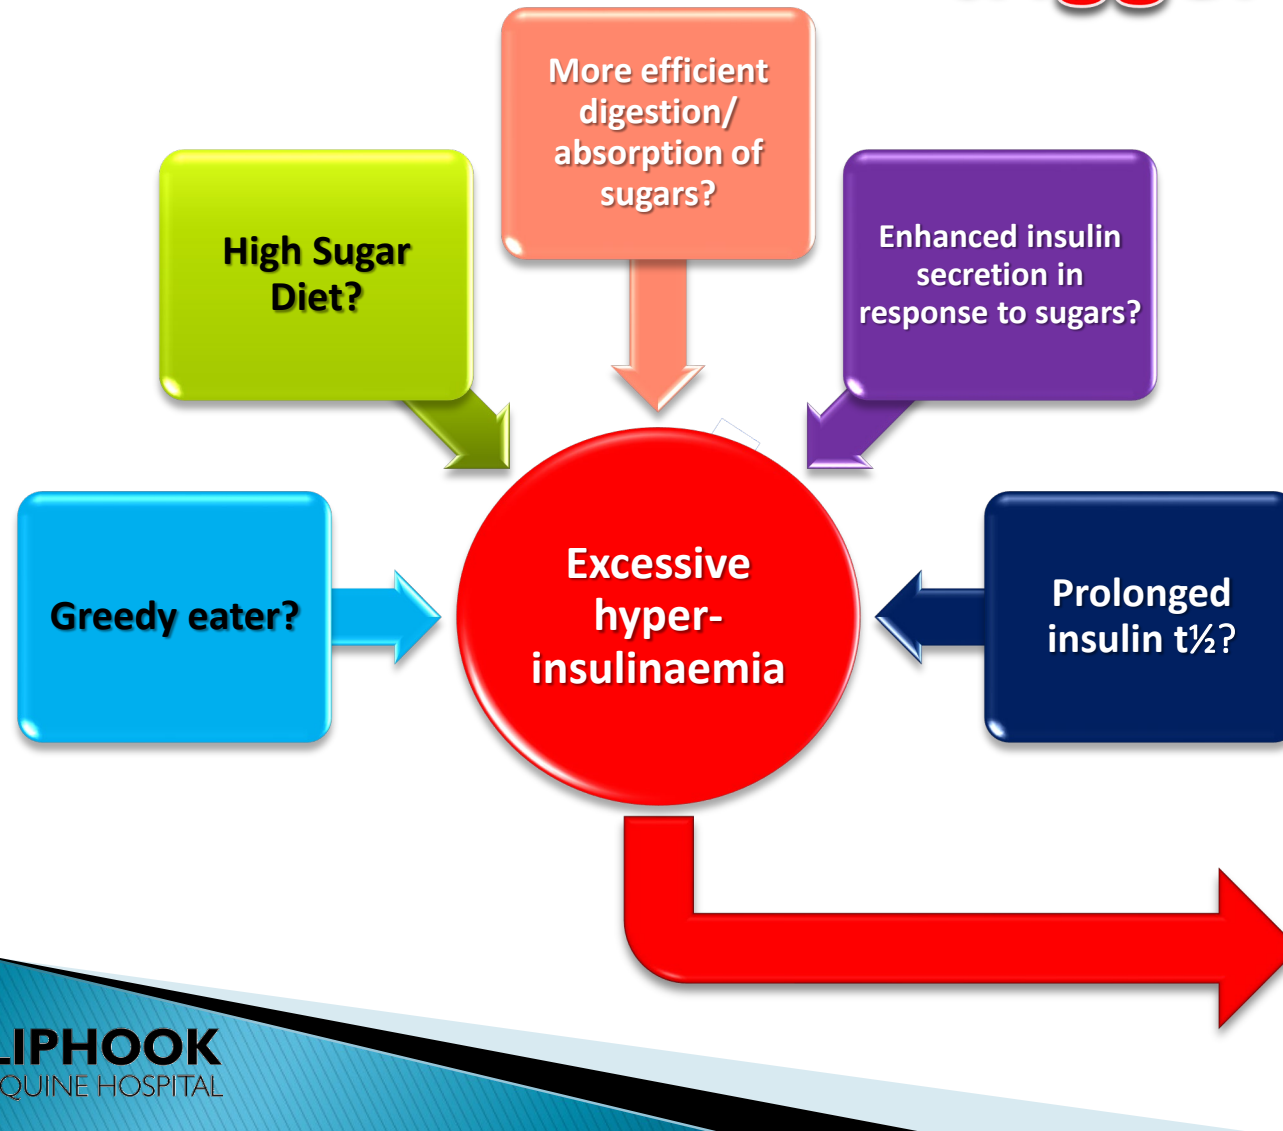 More efficient
digestion/
absorption of
sugars?
High Sugar
Diet?
Enhanced insulin
secretion in
response to sugars?
Greedy eater?
Excessive
hyper-
insulinaemia
Prolonged
insulin t½?
LIPHOOK
QUINE HOSPITAL